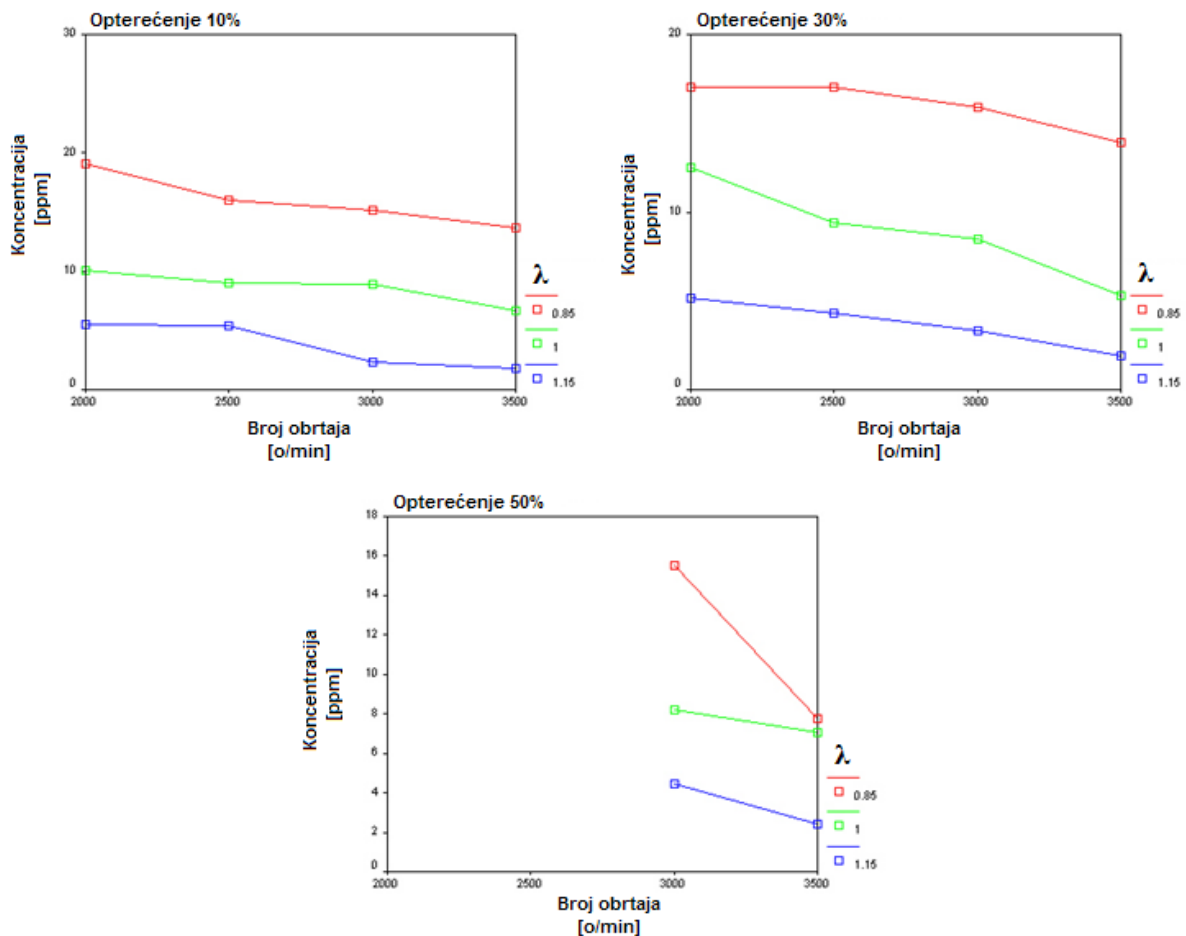 Opterećenje 10%
30
20
10
0
Koncentracija
[ppm]
2000
2500
3000
3500
Broj obrtaja
[o/min]
λ
0.85
1
1.15
Opterećenje 30%
20
10
0
Koncentracija
[ppm]
2000
2500
3000
3500
Broj obrtaja
[o/min]
λ
0.85
1
1.15
Opterećenje 50%
18
16
14
12
10
8
6
4
2
0
Koncentracija
[ppm]
2000
2500
3000
3500
Broj obrtaja
[o/min]
λ
0.85
1
1.15